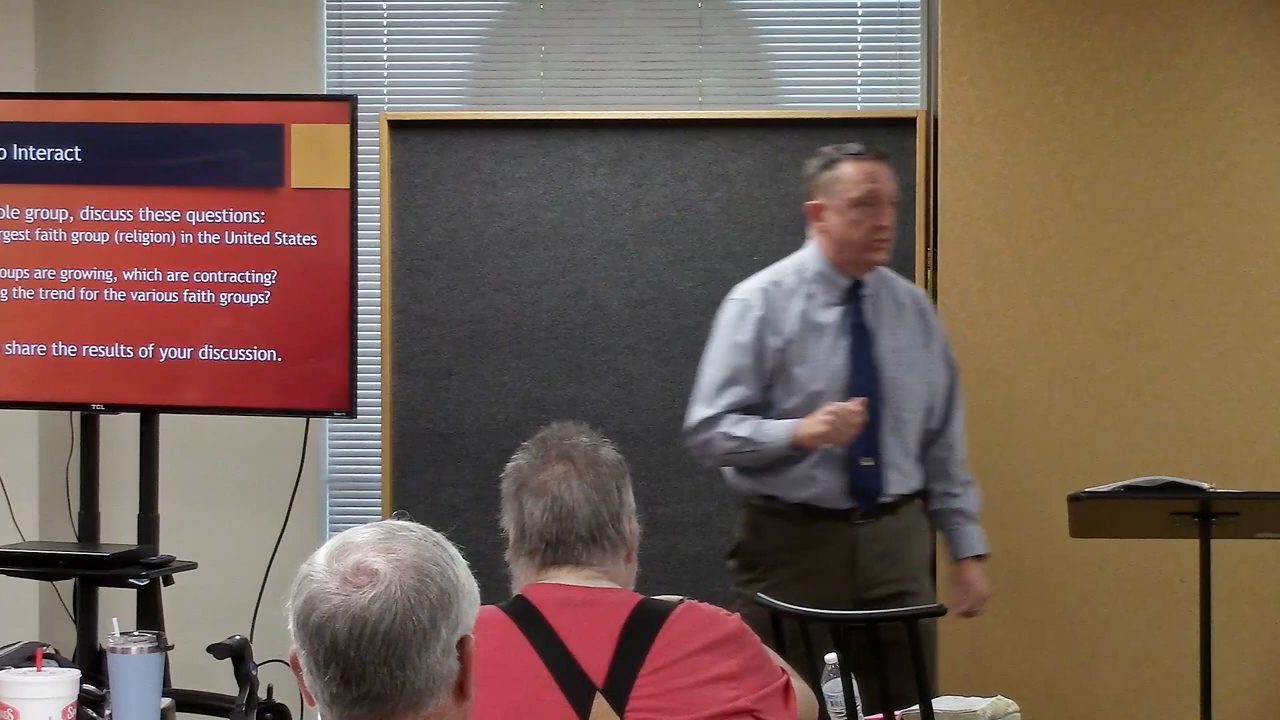 o Interact
ble group, discuss these questions:
rgest faith group (religion) in the United States
oups are growing, which are contracting?
g the trend for the various faith groups?
share the results of your discussion.
TCL